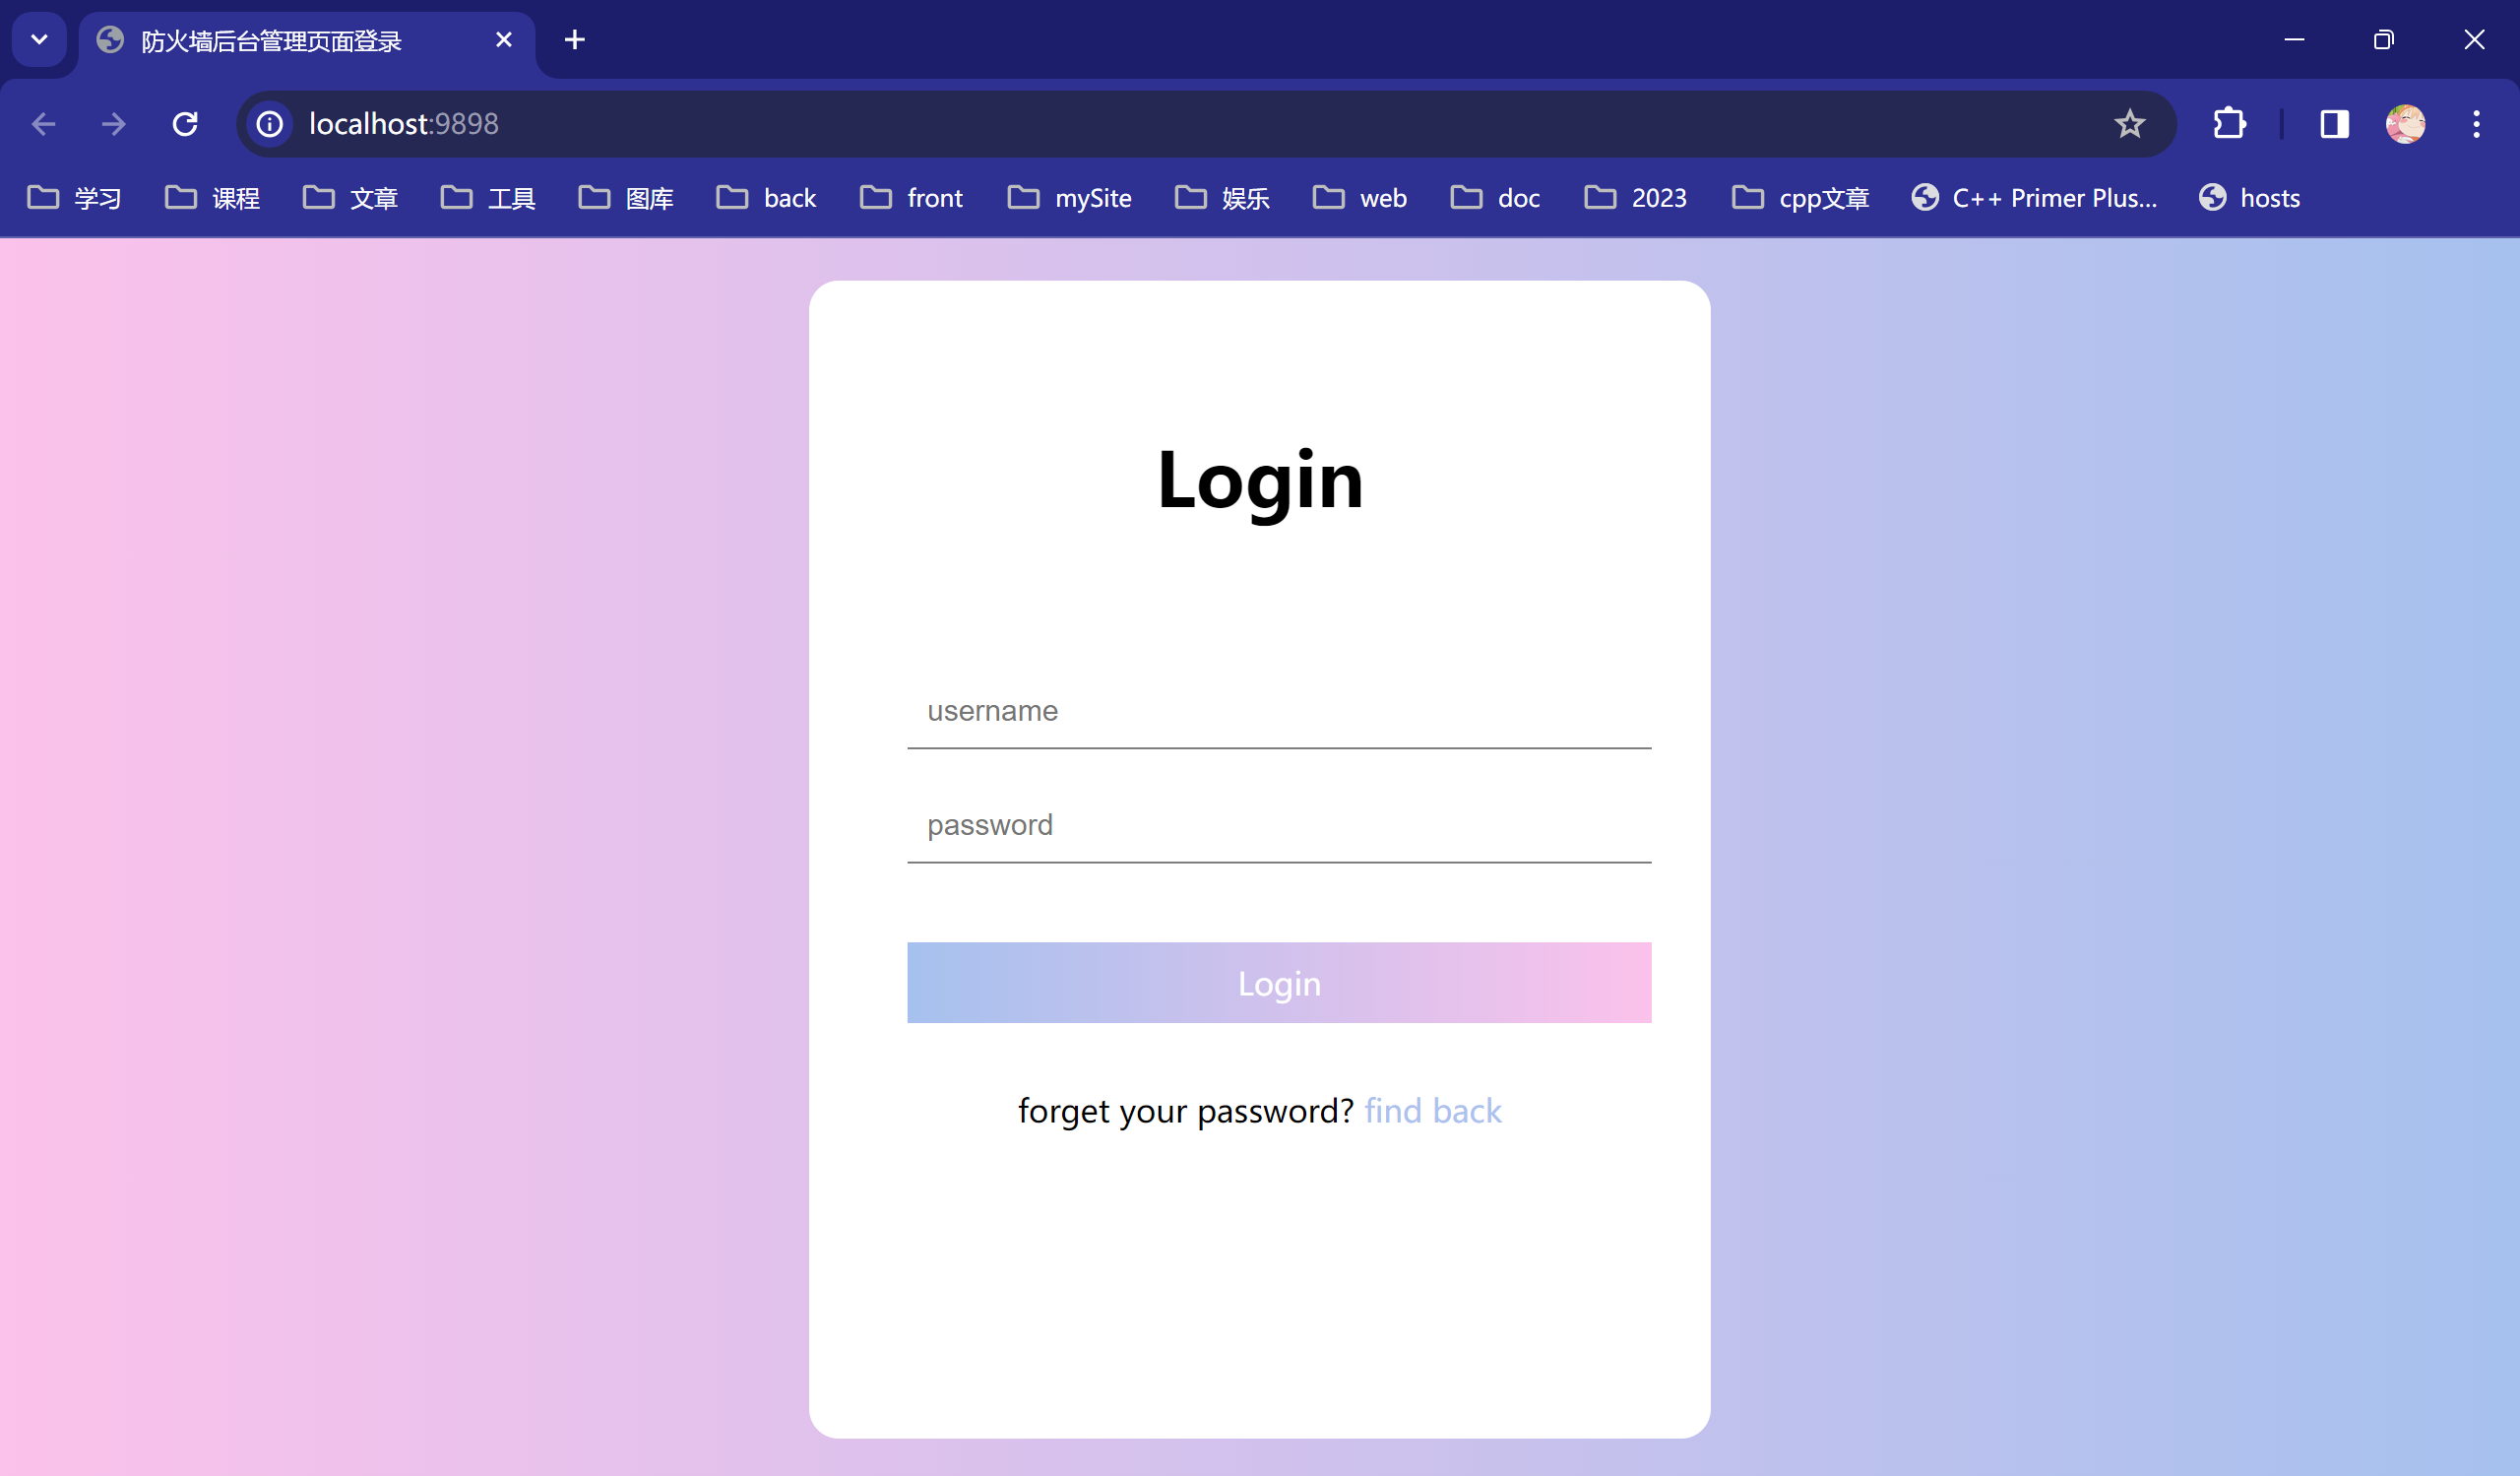 防火墙后台管理页面登录
localhost:9898
学习 课程 文章 工具 图库 back front mySite 娱乐 web doc 2023 cpp文章 C++ Primer Plus... hosts
Login
username
password
Login
forget your password? find back